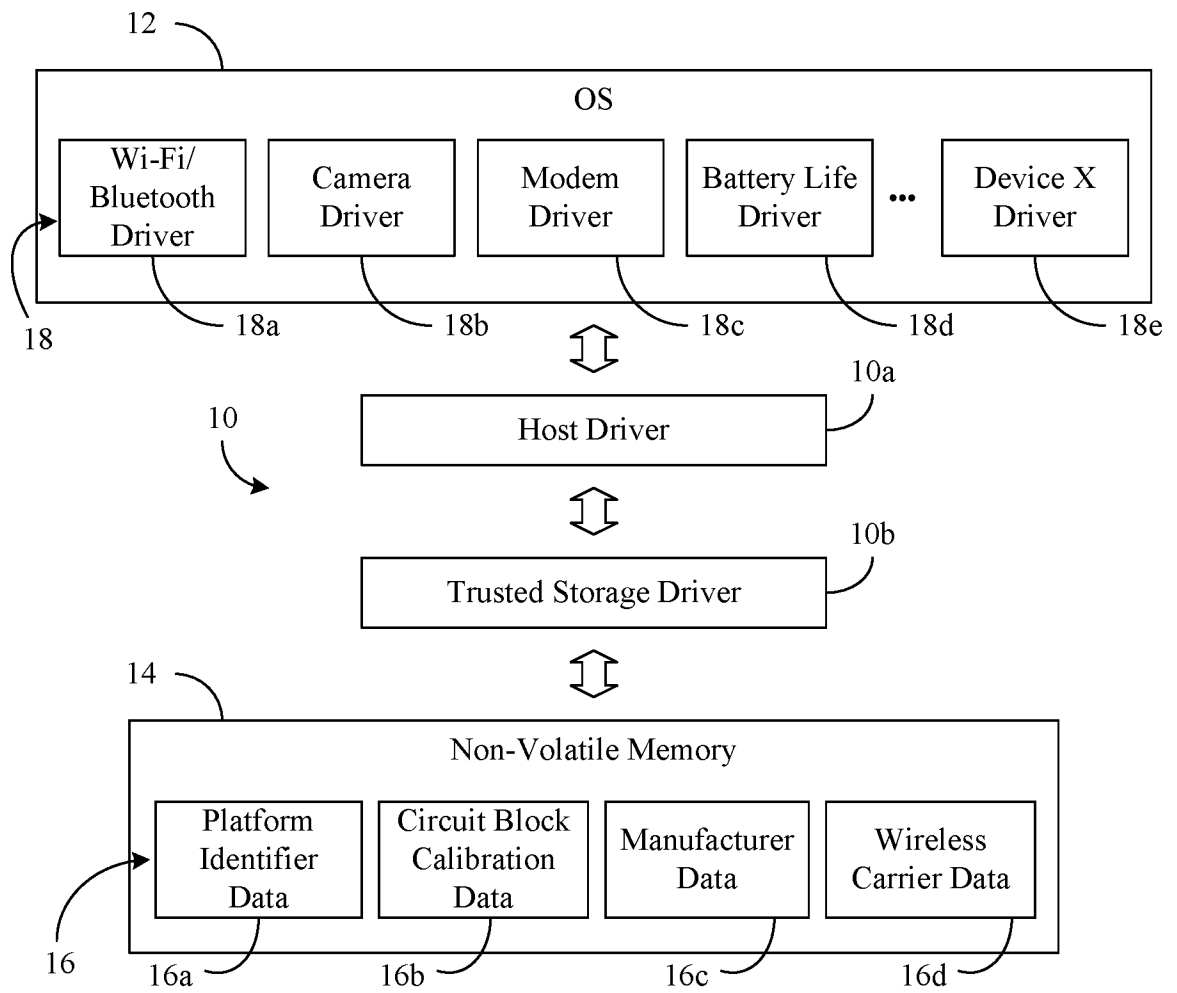 12
OS
Wi-Fi/
Bluetooth
Driver
Camera
Driver
Modem
Driver
Battery Life
Driver
...
Device X
Driver
18
18a
18b
18c
18d
18e
10a
Host Driver
10
10b
Trusted Storage Driver
14
Non-Volatile Memory
Platform
Identifier
Data
Circuit Block
Calibration
Data
Manufacturer
Data
Wireless
Carrier Data
16
16a
16b
16c
16d